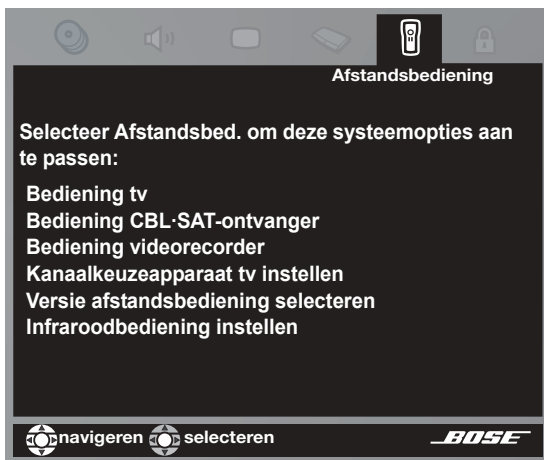 Afstandsbediening
Selecteer Afstandsbed. om deze systeemopties aan
te passen:
Bediening tv
Bediening CBL·SAT-ontvanger
Bediening videorecorder
Kanaalkeuzeapparaat tv instellen
Versie afstandsbediening selecteren
Infraroodbediening instellen
navigeren selecteren BOSE